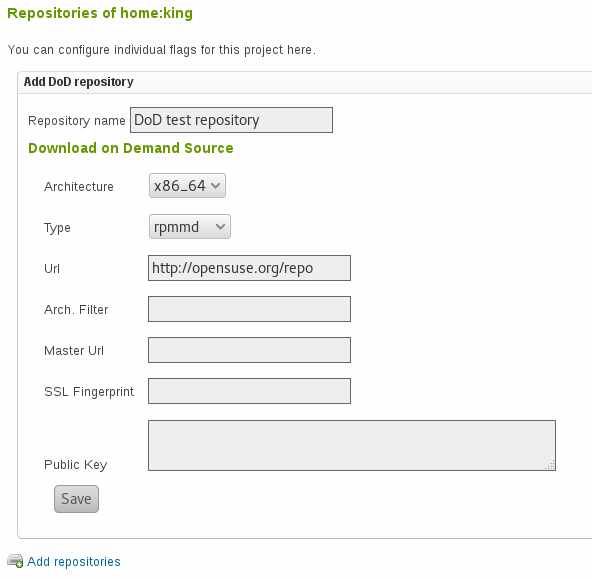 Repositories of home:king
You can configure individual flags for this project here.
Add DoD repository
Repository name DoD test repository
Download on Demand Source
Architecture x86_64
Type rpmmd
Url http://opensuse.org/repo
Arch. Filter
Master Url
SSL Fingerprint
Public Key
Save
Add repositories